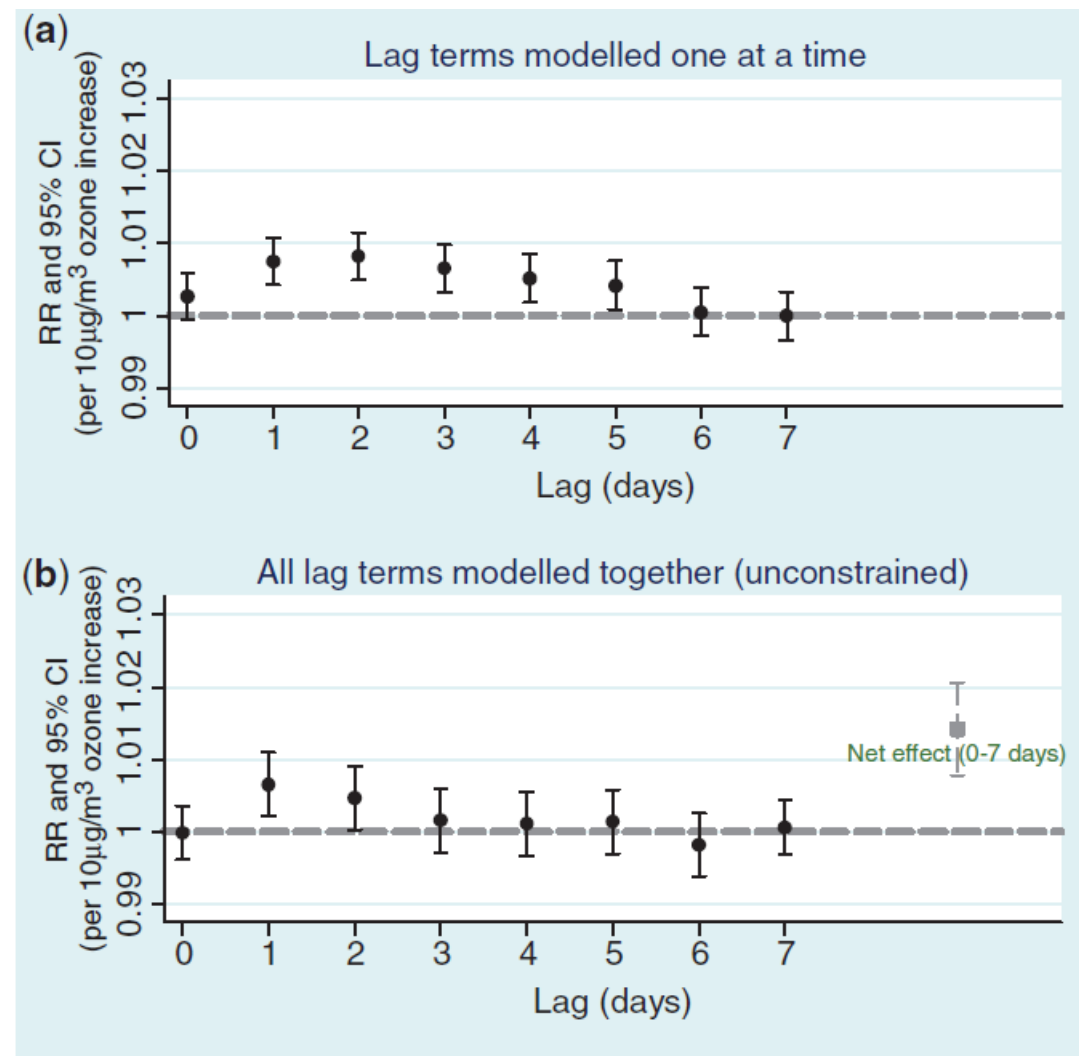 (a)
Lag terms modelled one at a time
RR and 95% CI
(per 10µg/m³ ozone increase)
1.03
1.02
1.01
1
0.99
0 1 2 3 4 5 6 7
Lag (days)
(b)
All lag terms modelled together (unconstrained)
RR and 95% CI
(per 10µg/m³ ozone increase)
1.03
1.02
1.01
1
0.99
Net effect (0-7 days)
0 1 2 3 4 5 6 7
Lag (days)